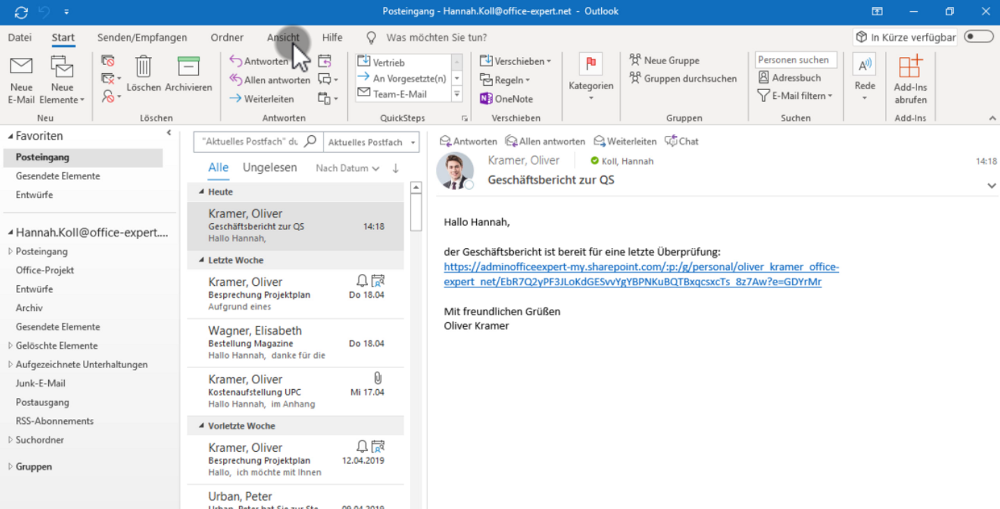 Posteingang - Hannah.Koll@office-expert.net - Outlook
Datei Start Senden/Empfangen Ordner Ansicht Hilfe Was möchten Sie tun? In Kürze verfügbar
Neue E-Mail
Neue Elemente
Löschen Archivieren
Antworten
Allen antworten
Weiterleiten
Vertrieb
An Vorgesetzte(n)
Team-E-Mail
Verschieben
Regeln
OneNote
Kategorien
Neue Gruppe
Gruppen durchsuchen
Personen suchen
Adressbuch
E-Mail filtern
Rede
Add-Ins abrufen
Neu Löschen Antworten QuickSteps Verschieben Gruppen Suchen Add-Ins
Favoriten
Posteingang
Gesendete Elemente
Entwürfe
Hannah.Koll@office-expert....
Posteingang
Office-Projekt
Entwürfe
Archiv
Gesendete Elemente
Gelöschte Elemente
Aufgezeichnete Unterhaltungen
Junk-E-Mail
Postausgang
RSS-Abonnements
Suchordner
Gruppen
"Aktuelles Postfach" du Aktuelles Postfach
Alle Ungelesen Nach Datum
Heute
Kramer, Oliver
Geschäftsbericht zur QS 14:18
Hallo Hannah,
Letzte Woche
Kramer, Oliver
Besprechung Projektplan Do 18.04
Aufgrund eines
Wagner, Elisabeth
Bestellung Magazine Do 18.04
Hallo Hannah, danke für die
Kramer, Oliver
Kostenaufstellung UPC Mi 17.04
Hallo Hannah, im Anhang
Vorletzte Woche
Kramer, Oliver
Besprechung Projektplan 12.04.2019
Hallo, ich möchte mit Ihnen
Urban, Peter
Urban, Peter hat Sie zur Ste 09.04.2019
Antworten Allen antworten Weiterleiten Chat
Kramer, Oliver Koll, Hannah 14:18
Geschäftsbericht zur QS
Hallo Hannah,
der Geschäftsbericht ist bereit für eine letzte Überprüfung:
https://adminofficeexpert-my.sharepoint.com/:p:/g/personal/oliver_kramer_office-
expert_net/EbR7Q2yPF3JLoKdGESvvYgYBPNKuBQTBxqcsxcTs_8z7Aw?e=GDYrMr
Mit freundlichen Grüßen
Oliver Kramer